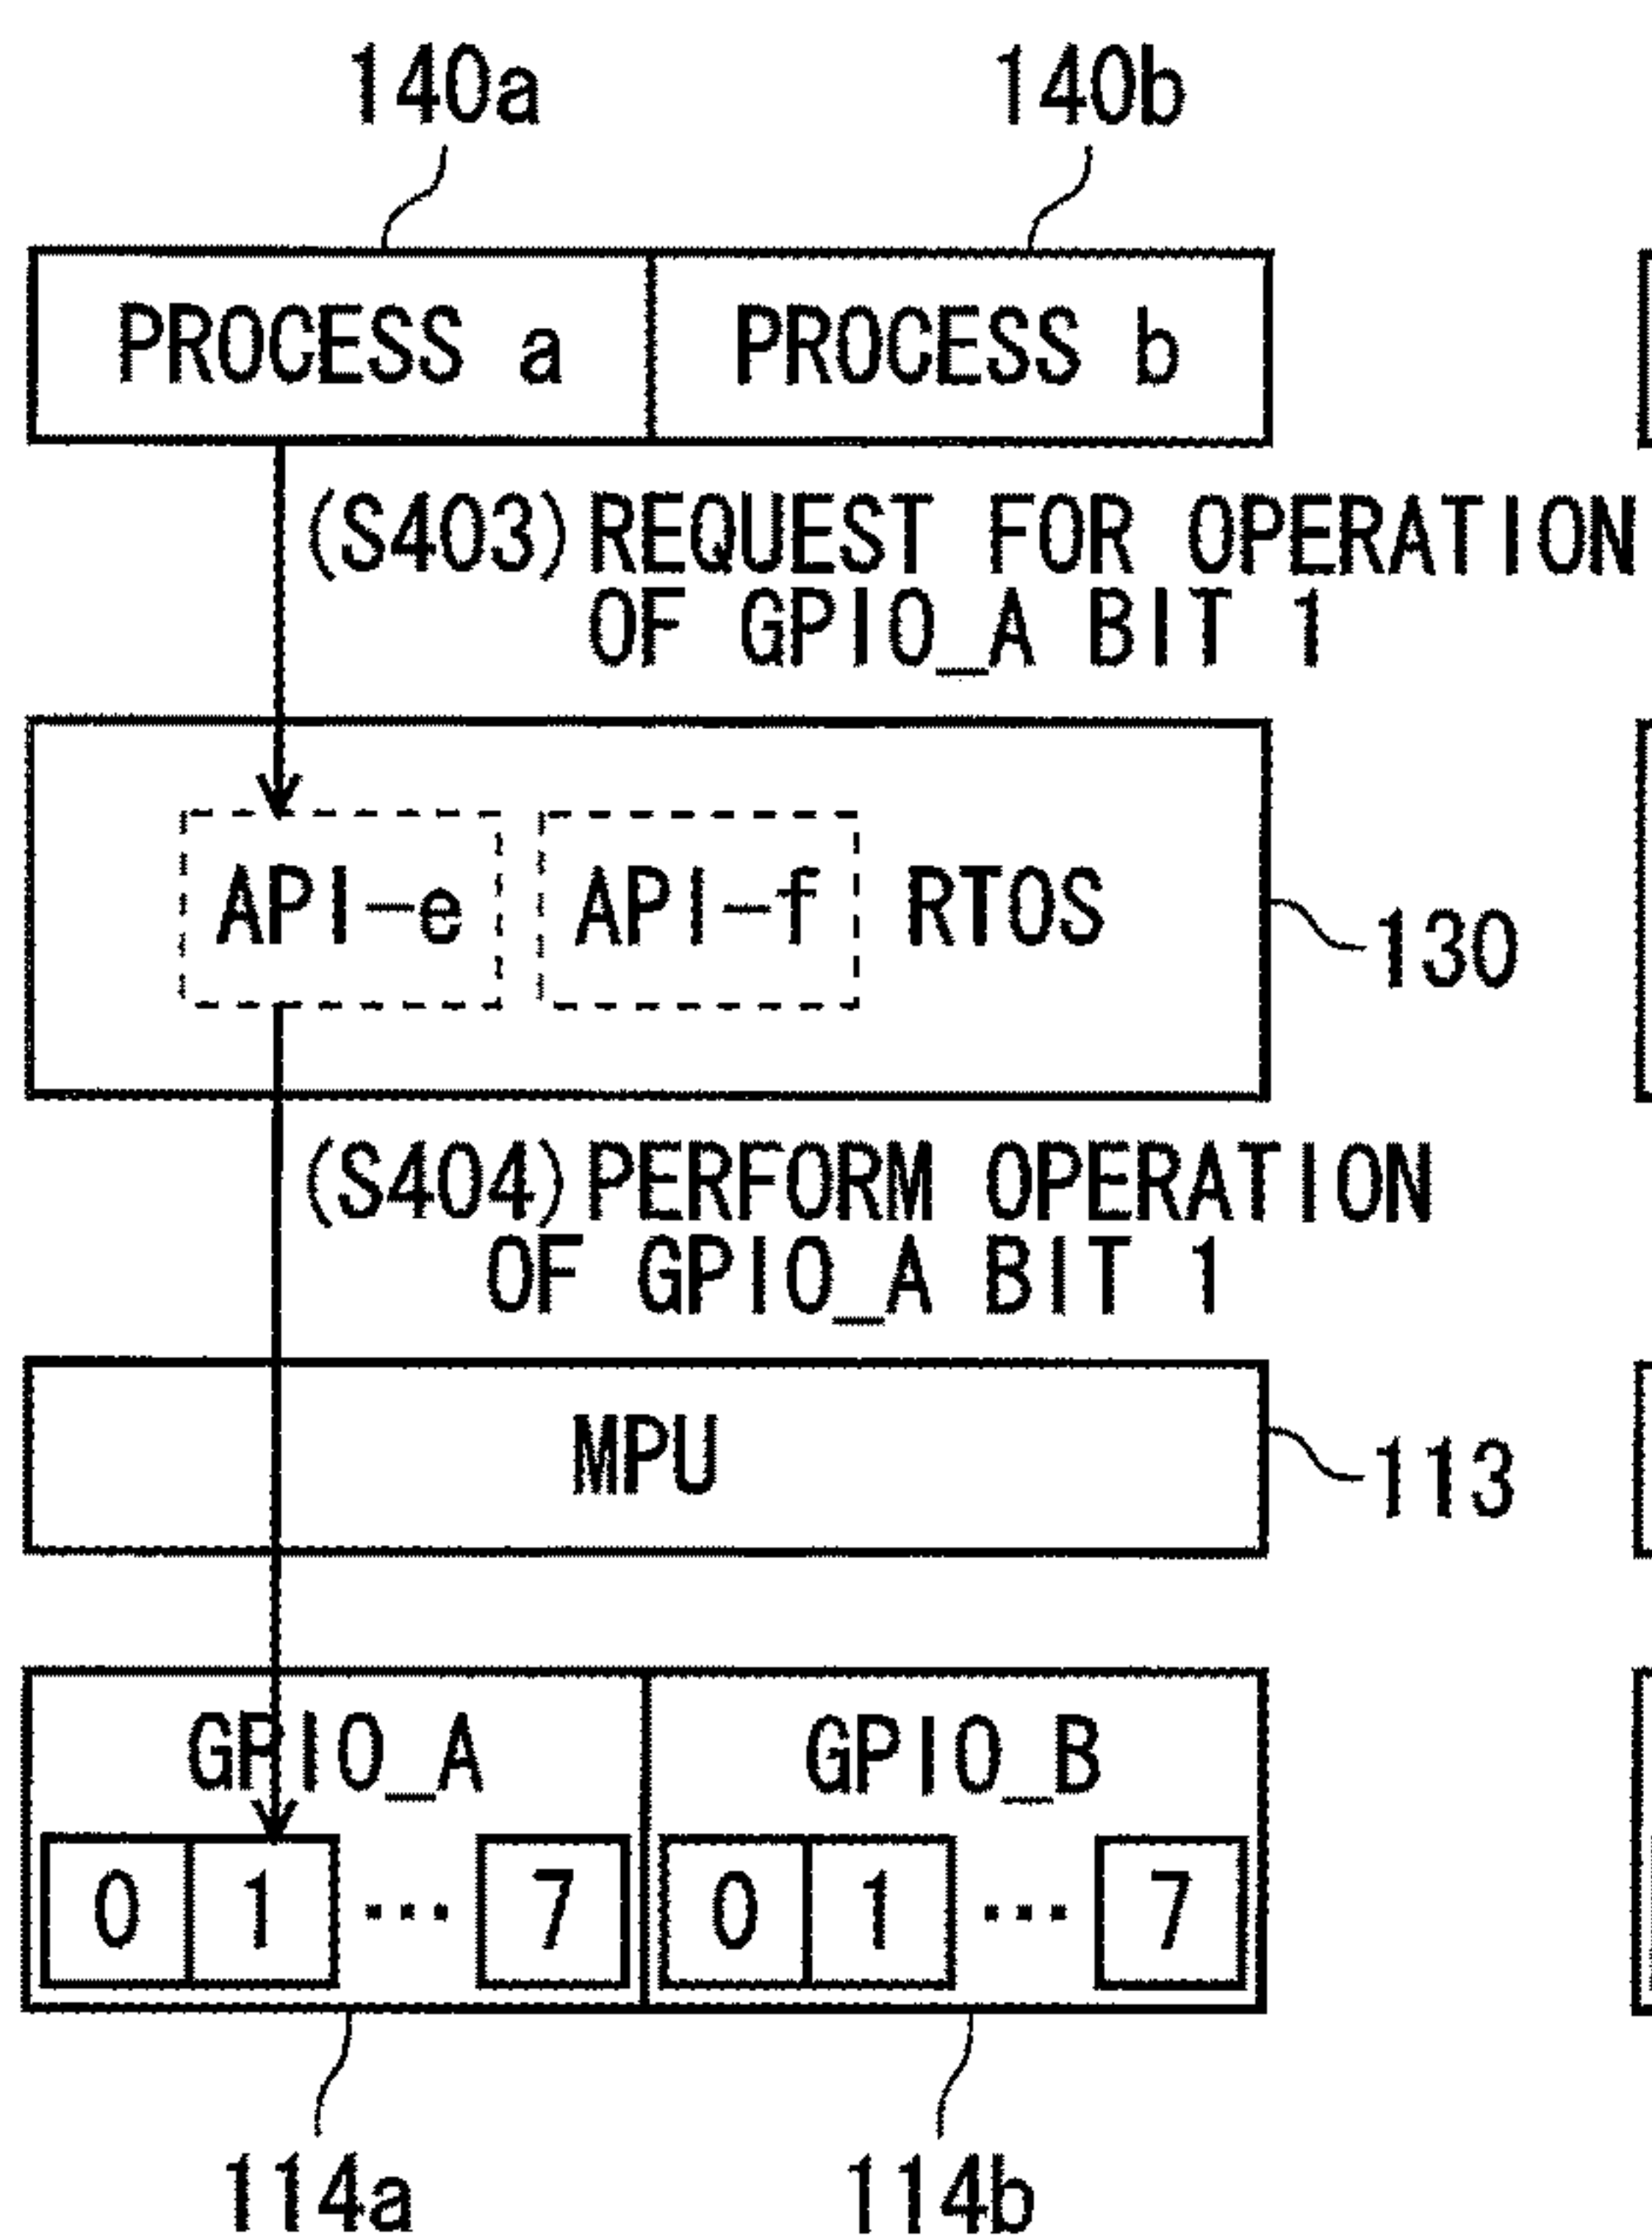 140a 140b
PROCESS a PROCESS b
(S403) REQUEST FOR OPERATION
OF GPIO_A BIT 1
API-e API-f RTOS
130
(S404) PERFORM OPERATION
OF GPIO_A BIT 1
MPU
113
GPIO_A GPIO_B
0 1 ... 7 0 1 ... 7
114a 114b